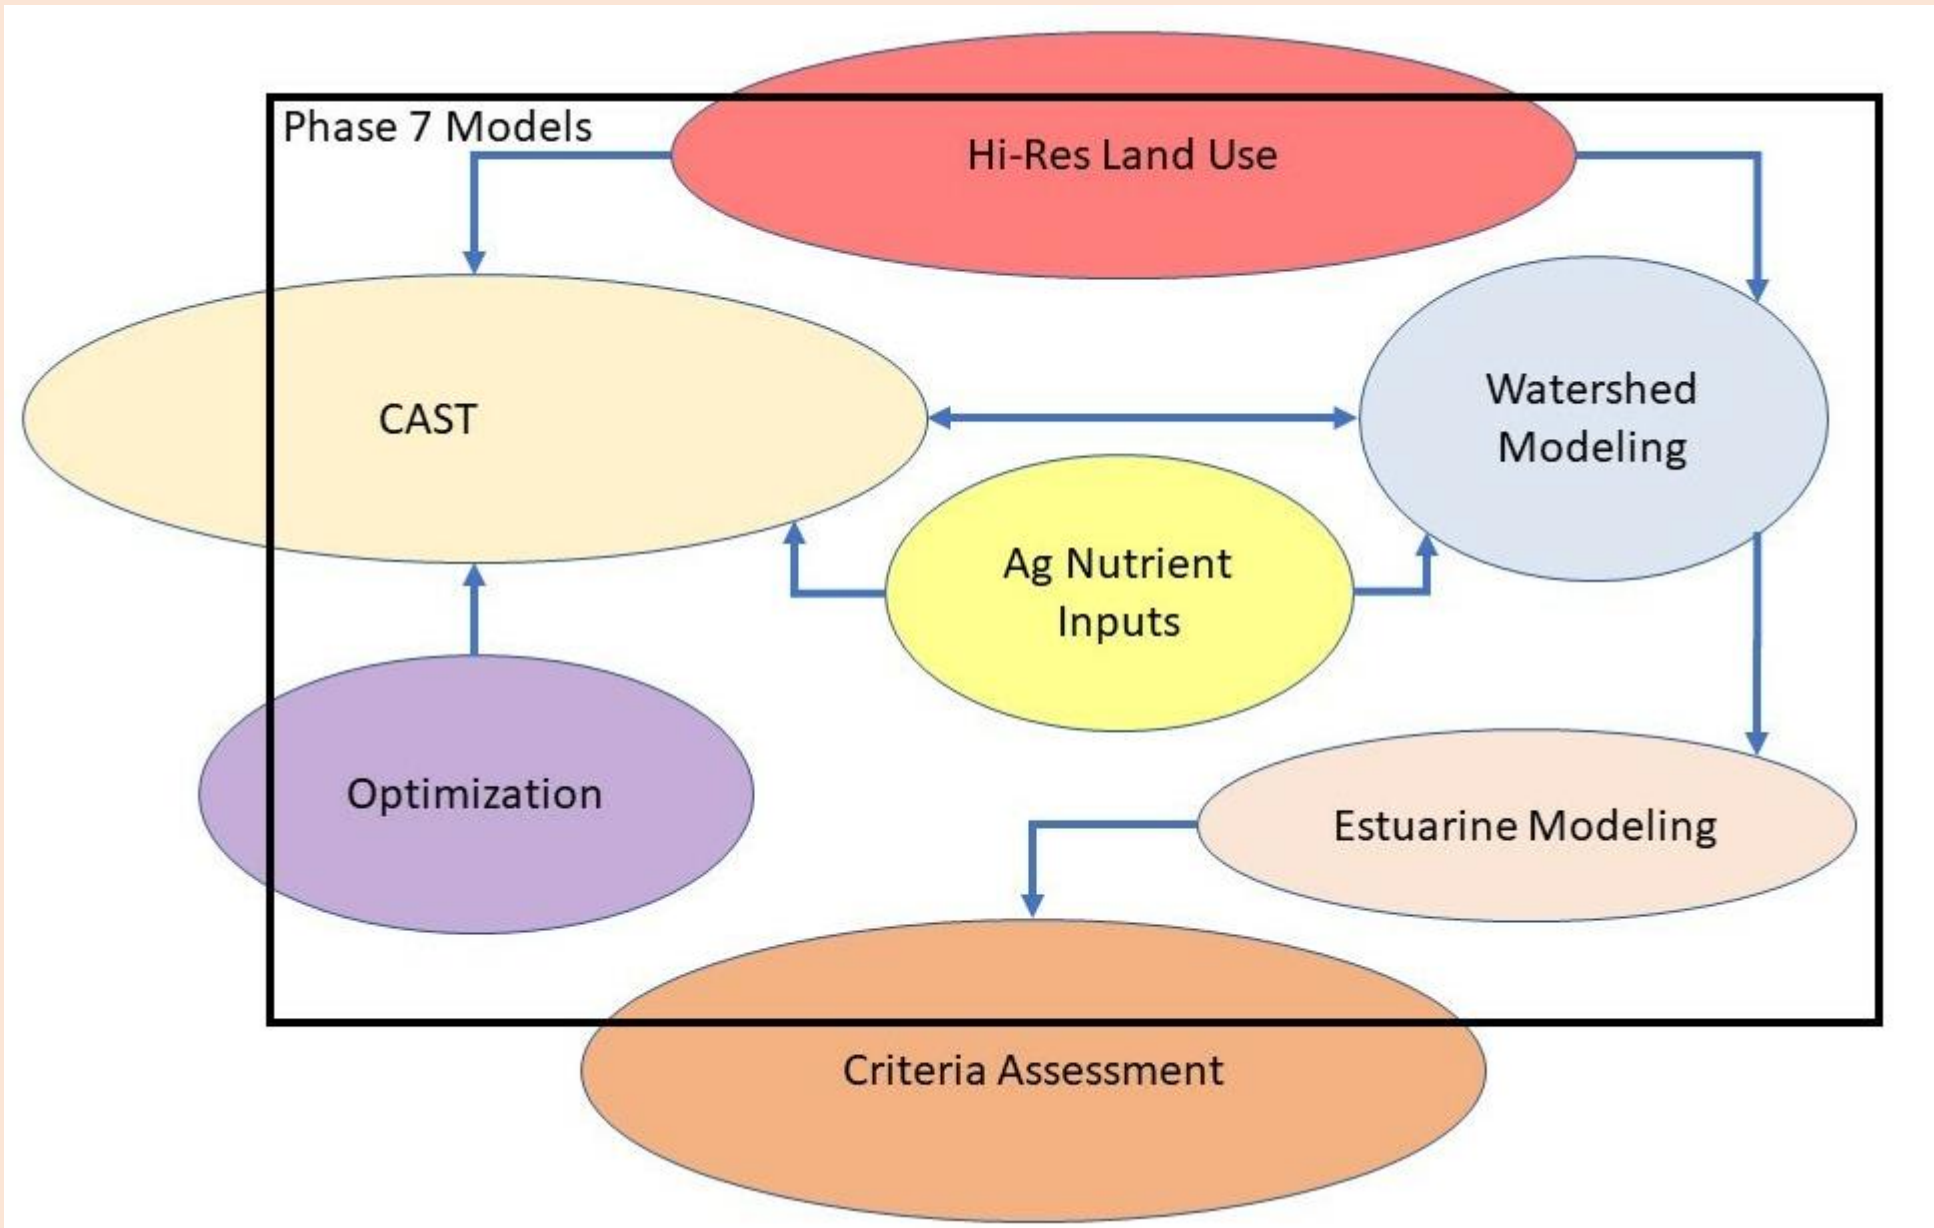 Phase 7 Models
Hi-Res Land Use
CAST
Watershed
Modeling
Ag Nutrient
Inputs
Optimization
Estuarine Modeling
Criteria Assessment